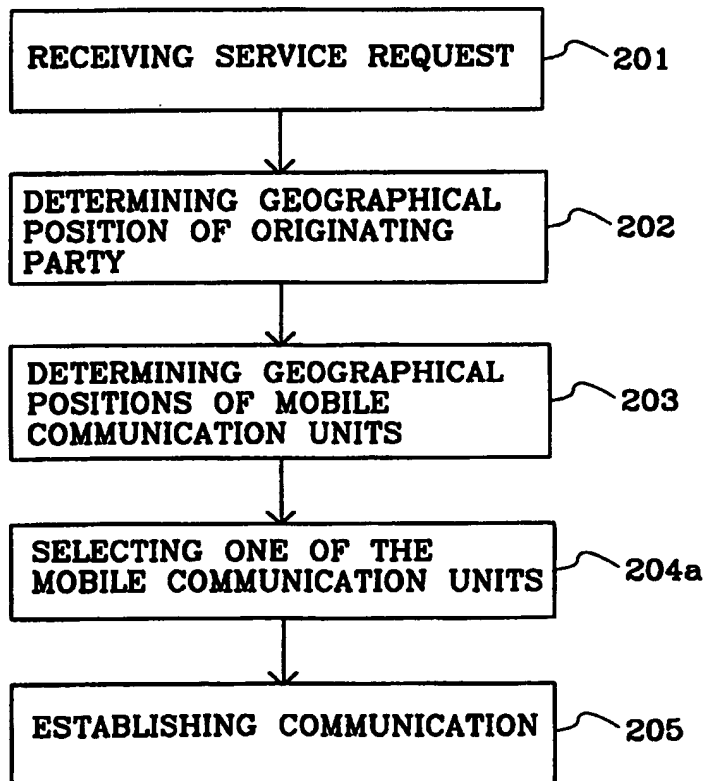 RECEIVING SERVICE REQUEST
201
DETERMINING GEOGRAPHICAL
POSITION OF ORIGINATING
PARTY
202
DETERMINING GEOGRAPHICAL
POSITIONS OF MOBILE
COMMUNICATION UNITS
203
SELECTING ONE OF THE
MOBILE COMMUNICATION UNITS
204a
ESTABLISHING COMMUNICATION
205